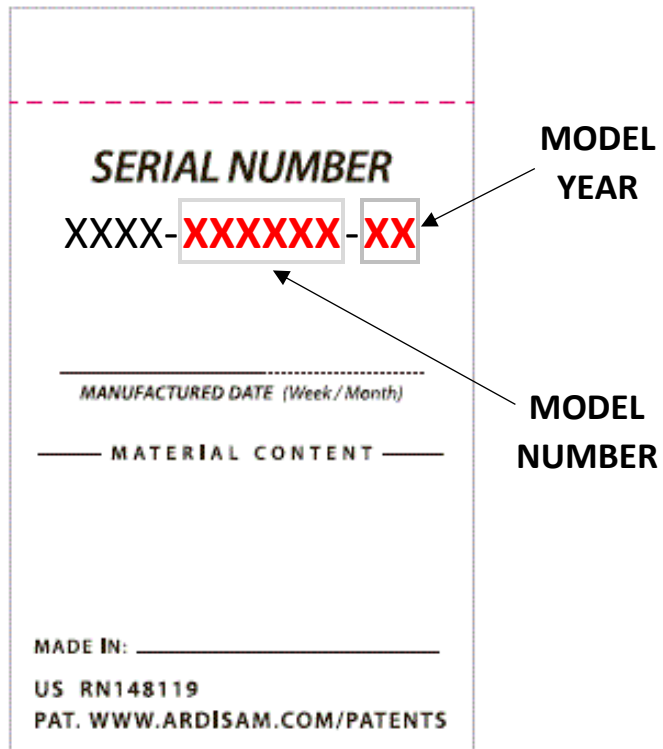 SERIAL NUMBER
XXXX-XXXXXX-XX
MODEL
YEAR
MANUFACTURED DATE (Week / Month)
MODEL
NUMBER
MATERIAL CONTENT
MADE IN:
US RN148119
PAT. WWW.ARDISAM.COM/PATENTS